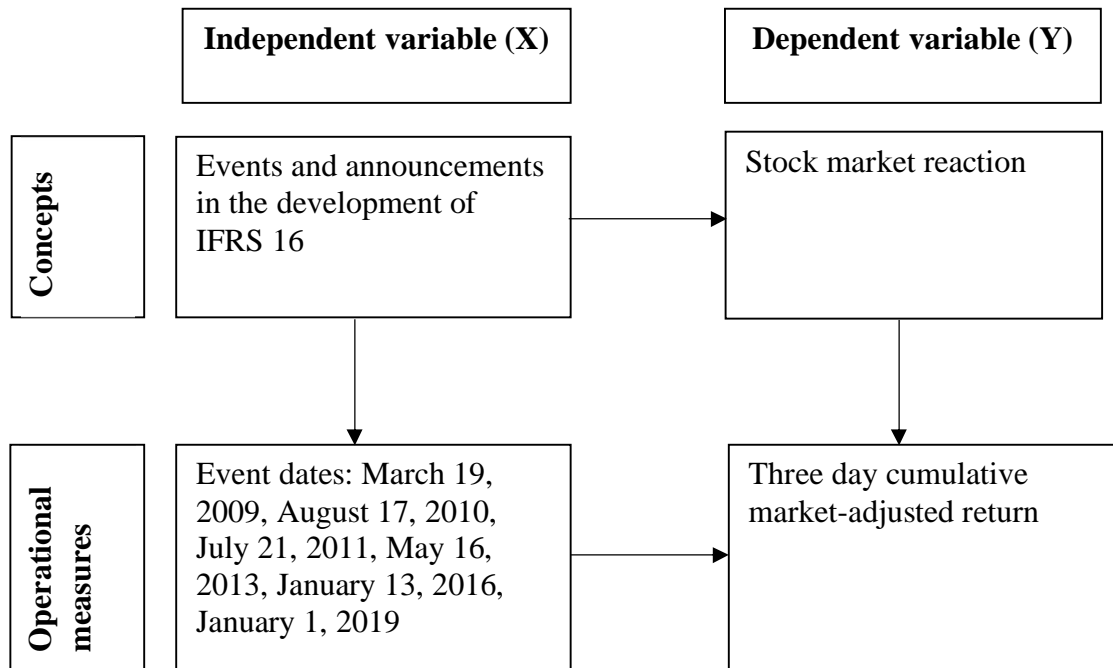 Independent variable (X)
Dependent variable (Y)
Concepts
Events and announcements
in the development of
IFRS 16
Stock market reaction
Operational
measures
Event dates: March 19,
2009, August 17, 2010,
July 21, 2011, May 16,
2013, January 13, 2016,
January 1, 2019
Three day cumulative
market-adjusted return